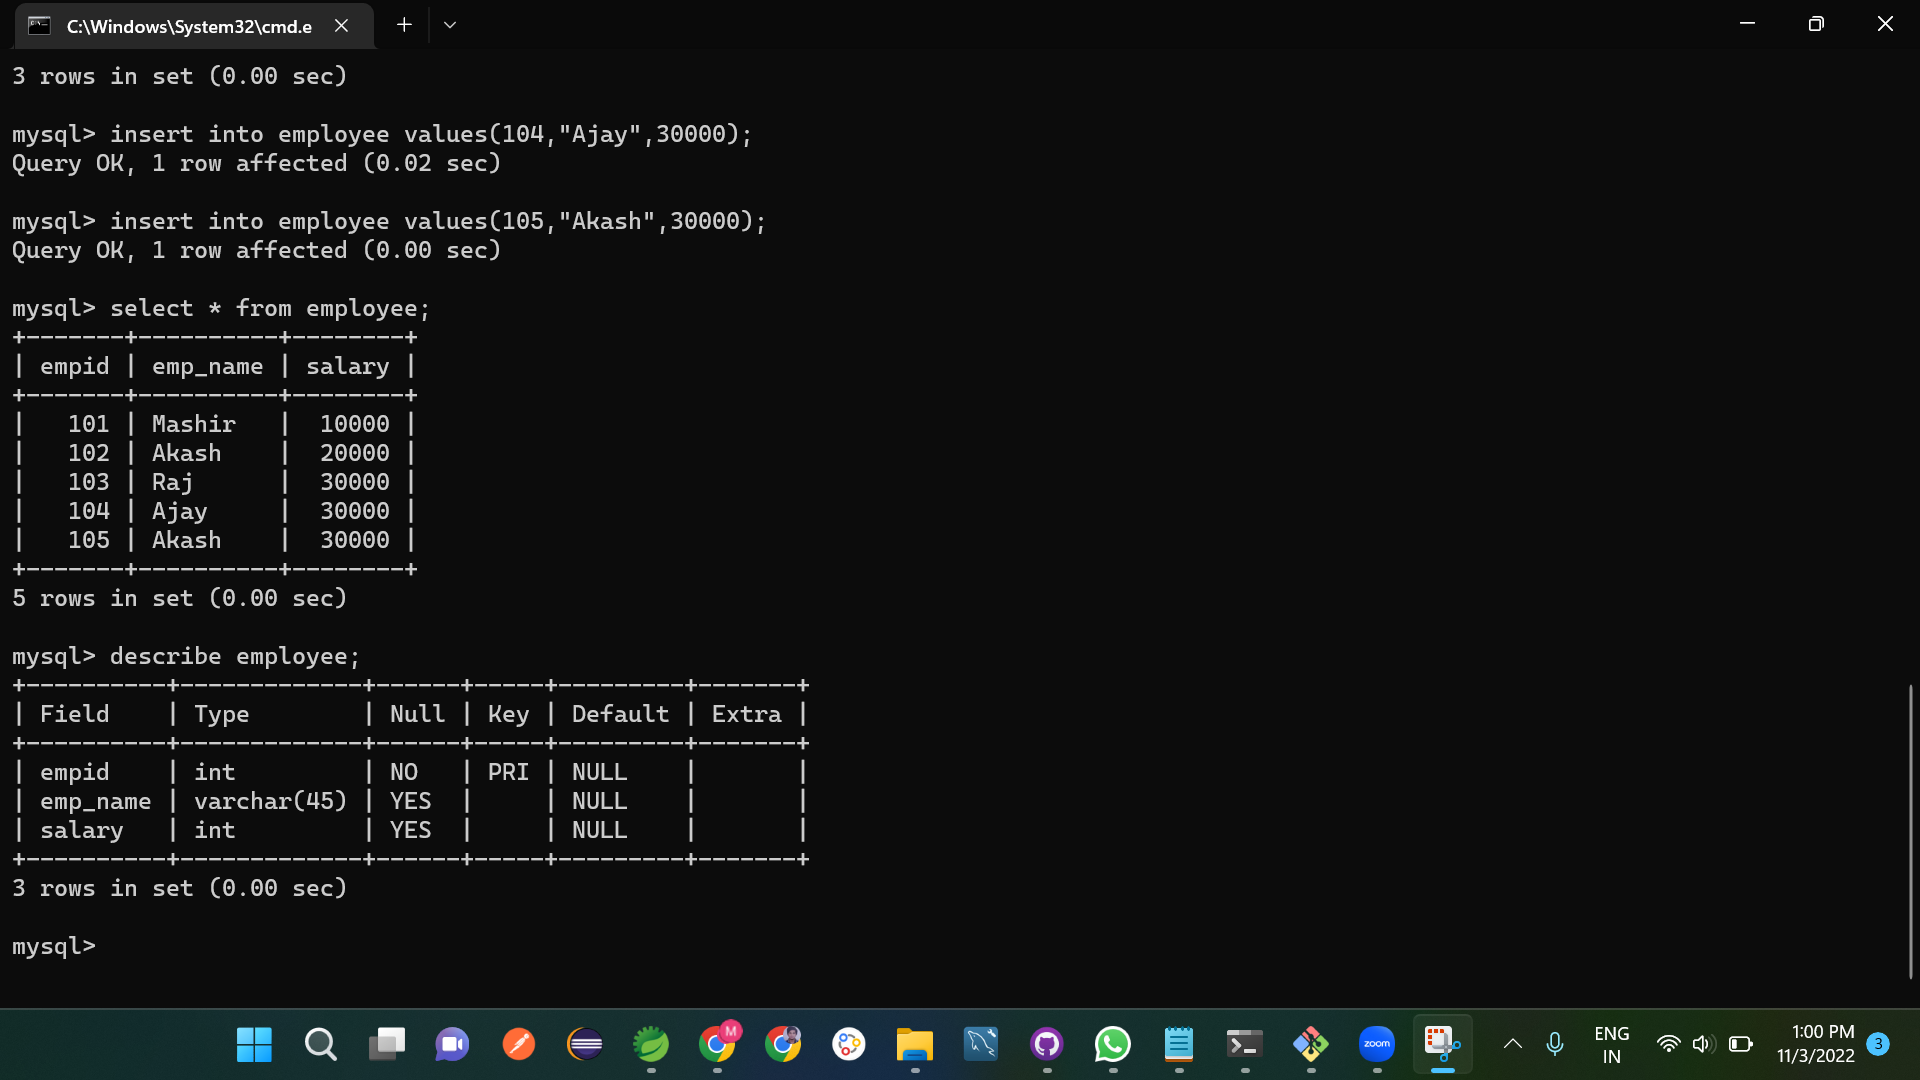 C:\Windows\System32\cmd.e
3 rows in set (0.00 sec)
mysql> insert into employee values(104,"Ajay",30000);
Query OK, 1 row affected (0.02 sec)
mysql> insert into employee values(105,"Akash",30000);
Query OK, 1 row affected (0.00 sec)
mysql> select * from employee;
+-------+----------+--------+
| empid | emp_name | salary |
+-------+----------+--------+
|   101 | Mashir   |  10000 |
|   102 | Akash    |  20000 |
|   103 | Raj      |  30000 |
|   104 | Ajay     |  30000 |
|   105 | Akash    |  30000 |
+-------+----------+--------+
5 rows in set (0.00 sec)
mysql> describe employee;
+----------+-------------+------+-----+---------+-------+
| Field    | Type        | Null | Key | Default | Extra |
+----------+-------------+------+-----+---------+-------+
| empid    | int         | NO   | PRI | NULL    |       |
| emp_name | varchar(45) | YES  |     | NULL    |       |
| salary   | int         | YES  |     | NULL    |       |
+----------+-------------+------+-----+---------+-------+
3 rows in set (0.00 sec)
mysql>
M
zoom
ENG
IN
1:00 PM
11/3/2022
3